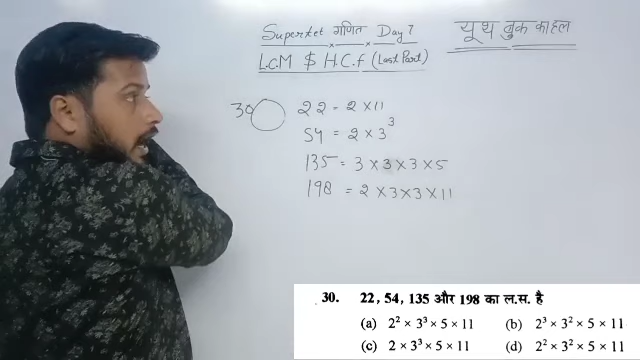 Supertet गणित Day 7
यूथ बुक का हल
L.C.M $ H.C.f (Last Part)
30
22 = 2 × 11
54 = 2 × 3³
135 = 3 × 3 × 3 × 5
198 = 2 × 3 × 3 × 11
30. 22, 54, 135 और 198 का ल.स. है
(a) 2² × 3³ × 5 × 11 (b) 2³ × 3² × 5 × 11
(c) 2 × 3³ × 5 × 11 (d) 2² × 3² × 5 × 11